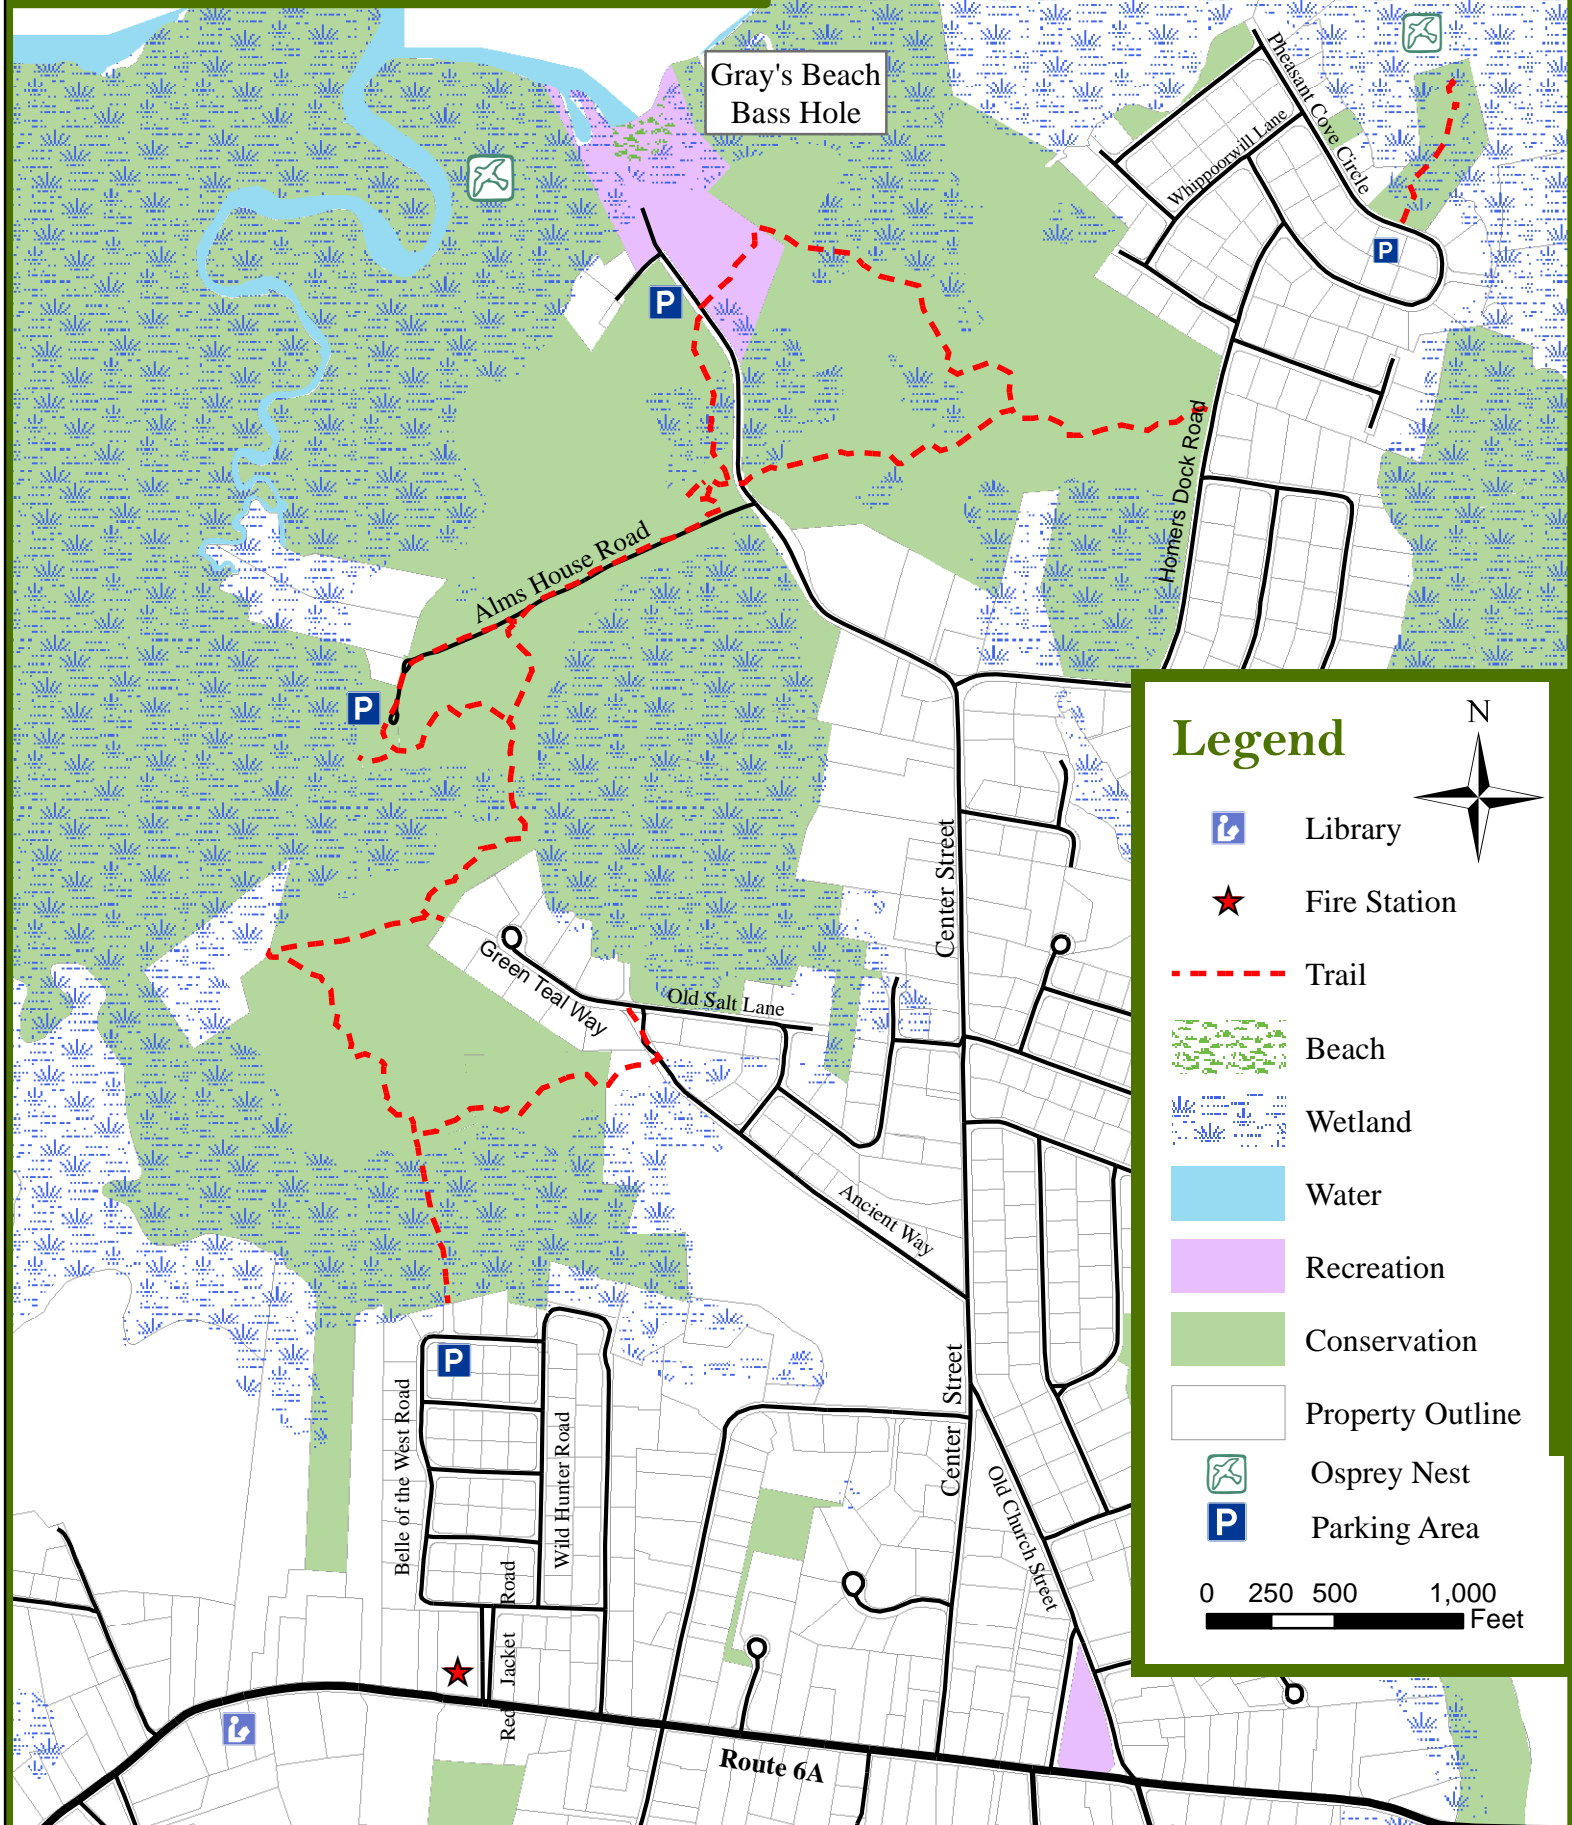 Gray's Beach
Bass Hole
Pheasant Cove Circle
Whippoorwill Lane
P
P
Homers Dock Road
Alms House Road
P
Legend
N
Library
Fire Station
Trail
Beach
Wetland
Water
Recreation
Conservation
Property Outline
Osprey Nest
P
Parking Area
0 250 500 1,000
Feet
Center Street
Green Teal Way
Old Salt Lane
Ancient Way
P
Belle of the West Road
Wild Hunter Road
Center Street
Old Church Street
Red Jacket Road
Route 6A